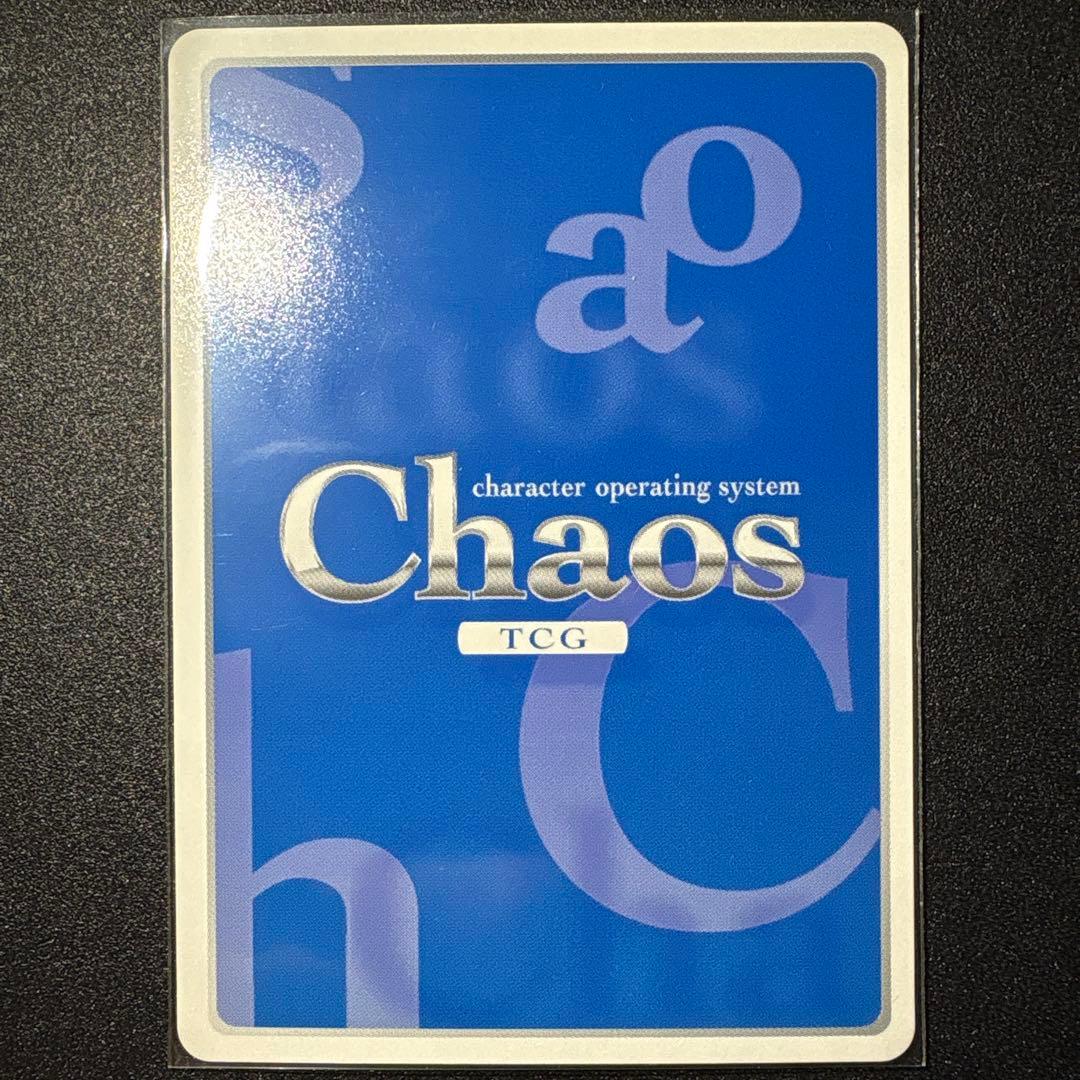 s
o
a
character operating system
Chaos
TCG
C
h